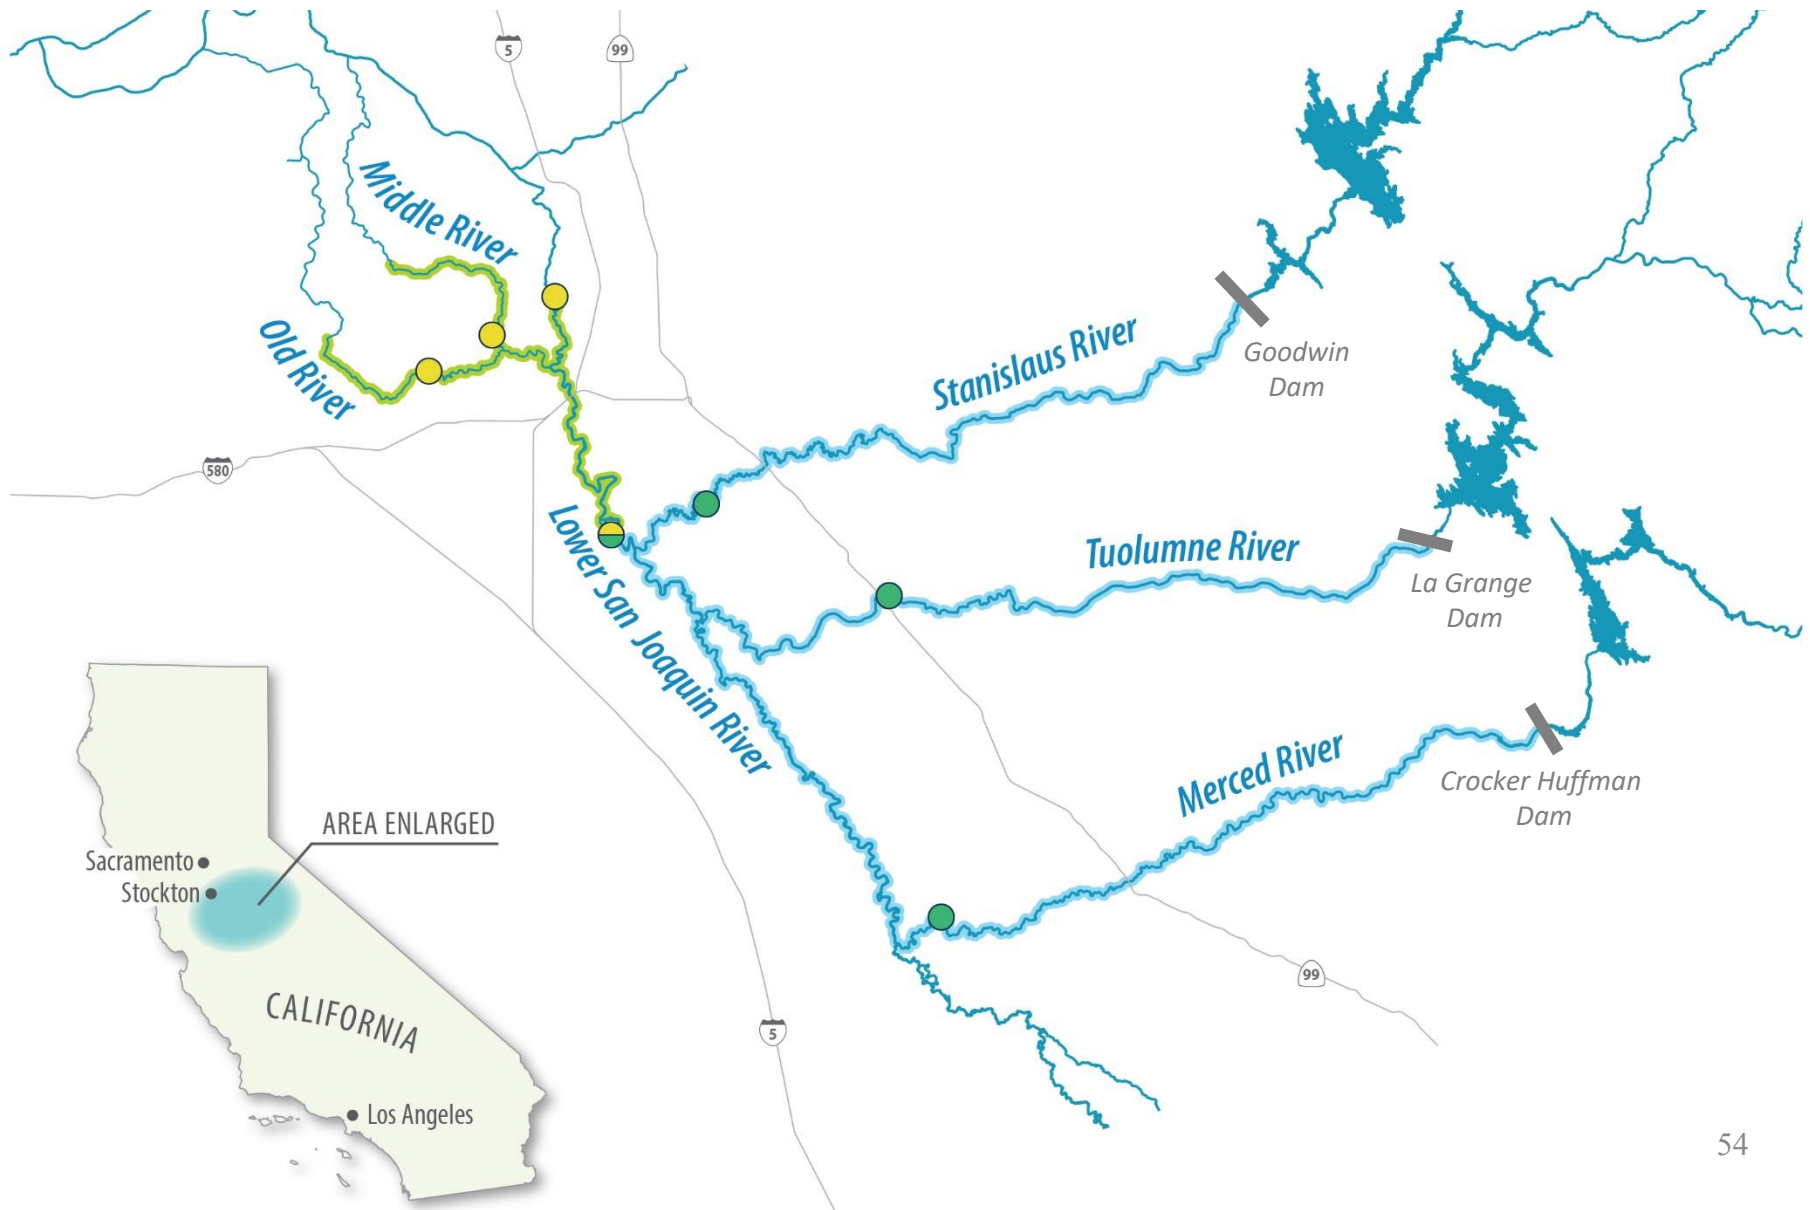 5
99
Middle River
Old River
Stanislaus River
Goodwin
Dam
580
Lower San Joaquin River
Tuolumne River
La Grange
Dam
Merced River
Crocker Huffman
Dam
AREA ENLARGED
Sacramento
Stockton
CALIFORNIA
Los Angeles
99
5
54